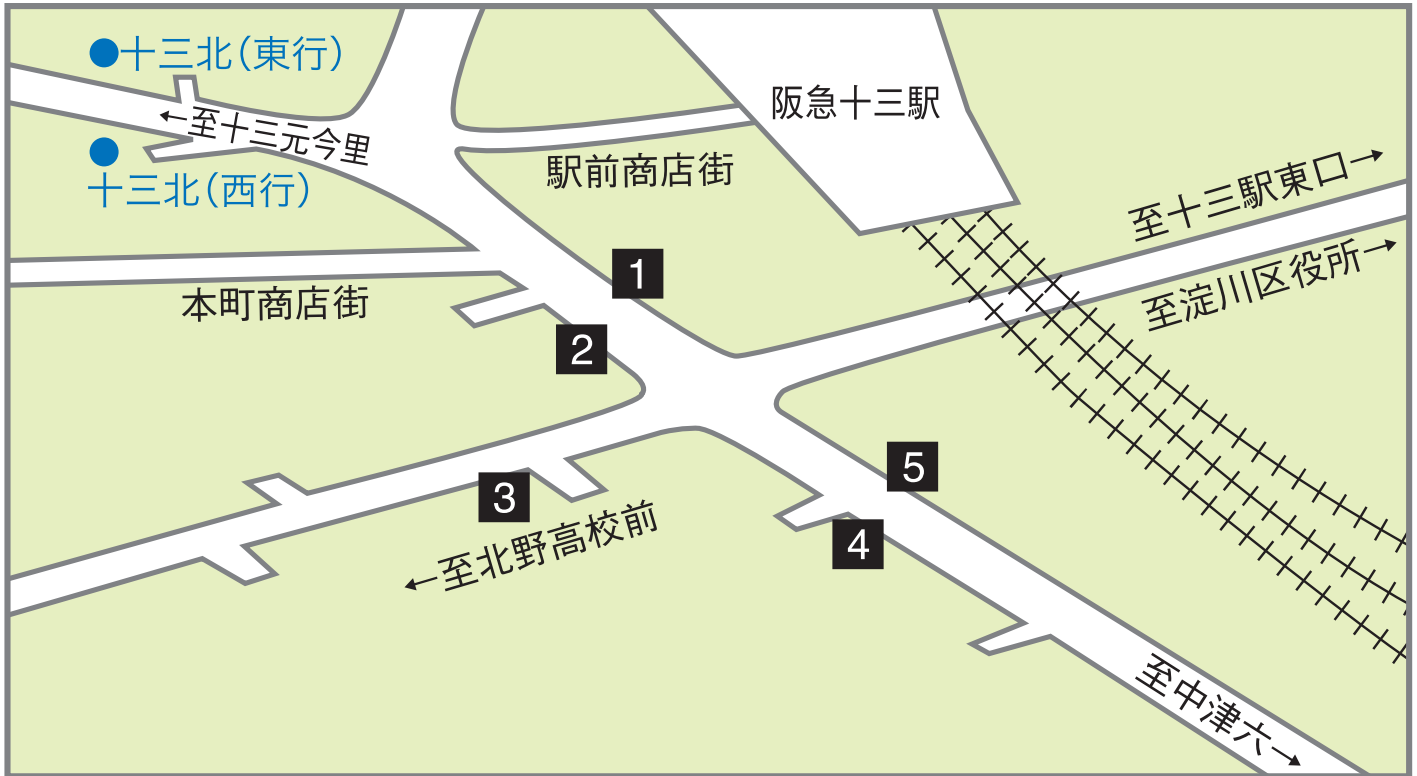 十三北（東行）
阪急十三駅
←至十三元今里
駅前商店街
十三北（西行）
至十三駅東口→
至淀川区役所→
本町商店街
1
2
3
5
4
←至北野高校前
至中津六→